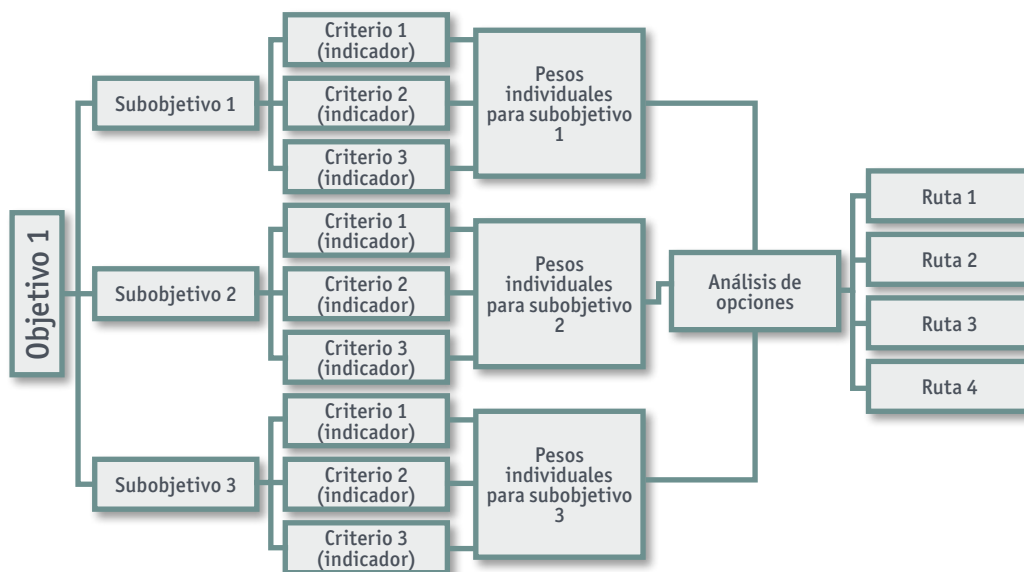 Objetivo 1
Subobjetivo 1
Criterio 1
(indicador)
Criterio 2
(indicador)
Criterio 3
(indicador)
Pesos
individuales
para subobjetivo
1
Subobjetivo 2
Criterio 1
(indicador)
Criterio 2
(indicador)
Criterio 3
(indicador)
Pesos
individuales
para subobjetivo
2
Subobjetivo 3
Criterio 1
(indicador)
Criterio 2
(indicador)
Criterio 3
(indicador)
Pesos
individuales
para subobjetivo
3
Análisis de
opciones
Ruta 1
Ruta 2
Ruta 3
Ruta 4